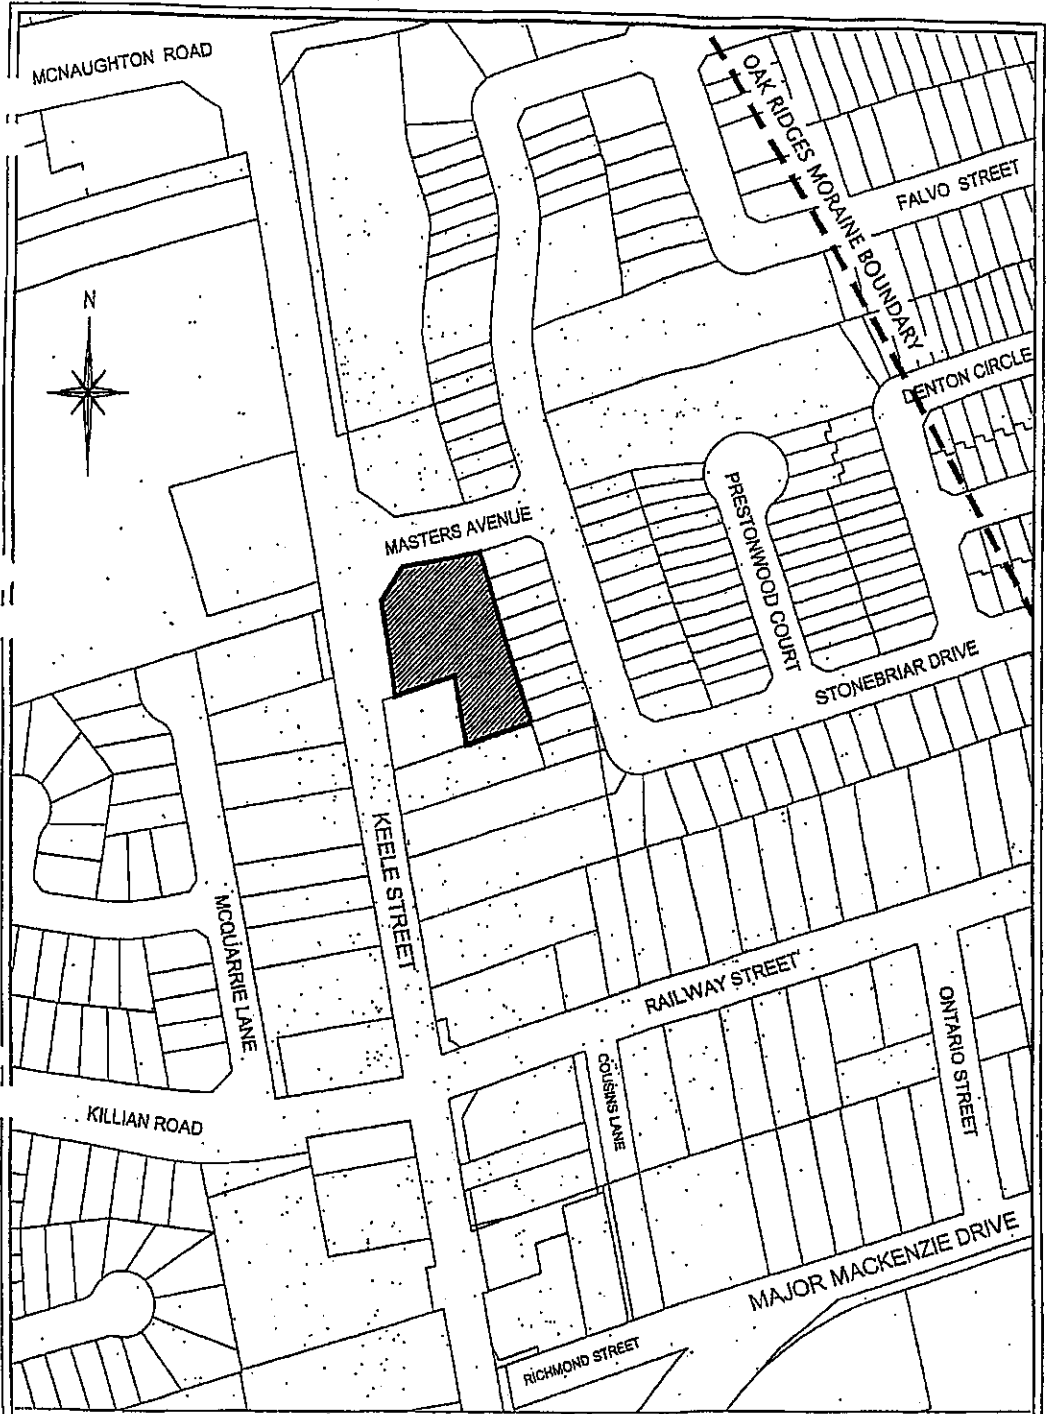 MCNAUGHTON ROAD
OAK RIDGES MORAINE BOUNDARY
FALVO STREET
N
DENTON CIRCLE
MASTERS AVENUE
PRESTONWOOD COURT
STONEBRIAR DRIVE
KEELE STREET
MCQUARRIE LANE
RAILWAY STREET
ONTARIO STREET
COUSINS LANE
KILLIAN ROAD
MAJOR MACKENZIE DRIVE
RICHMOND STREET